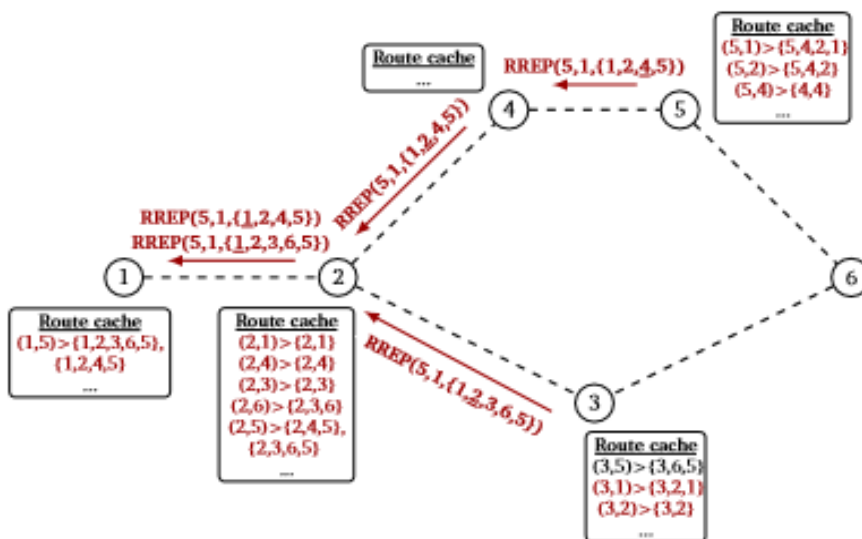 Route cache
(5,1)>{5,4,2,1}
(5,2)>{5,4,2}
(5,4)>{4,4}
...
Route cache
...
RREP(5,1,{1,2,4,5})
4
5
RREP(5,1,{1,2,4,5})
RREP(5,1,{1,2,4,5})
RREP(5,1,{1,2,3,6,5})
1
2
6
Route cache
(1,5)>{1,2,3,6,5},
{1,2,4,5}
...
Route cache
(2,1)>{2,1}
(2,4)>{2,4}
(2,3)>{2,3}
(2,6)>{2,3,6}
(2,5)>{2,4,5},
{2,3,6,5}
...
RREP(5,1,{1,2,3,6,5})
3
Route cache
(3,5)>{3,6,5}
(3,1)>{3,2,1}
(3,2)>{3,2}
...